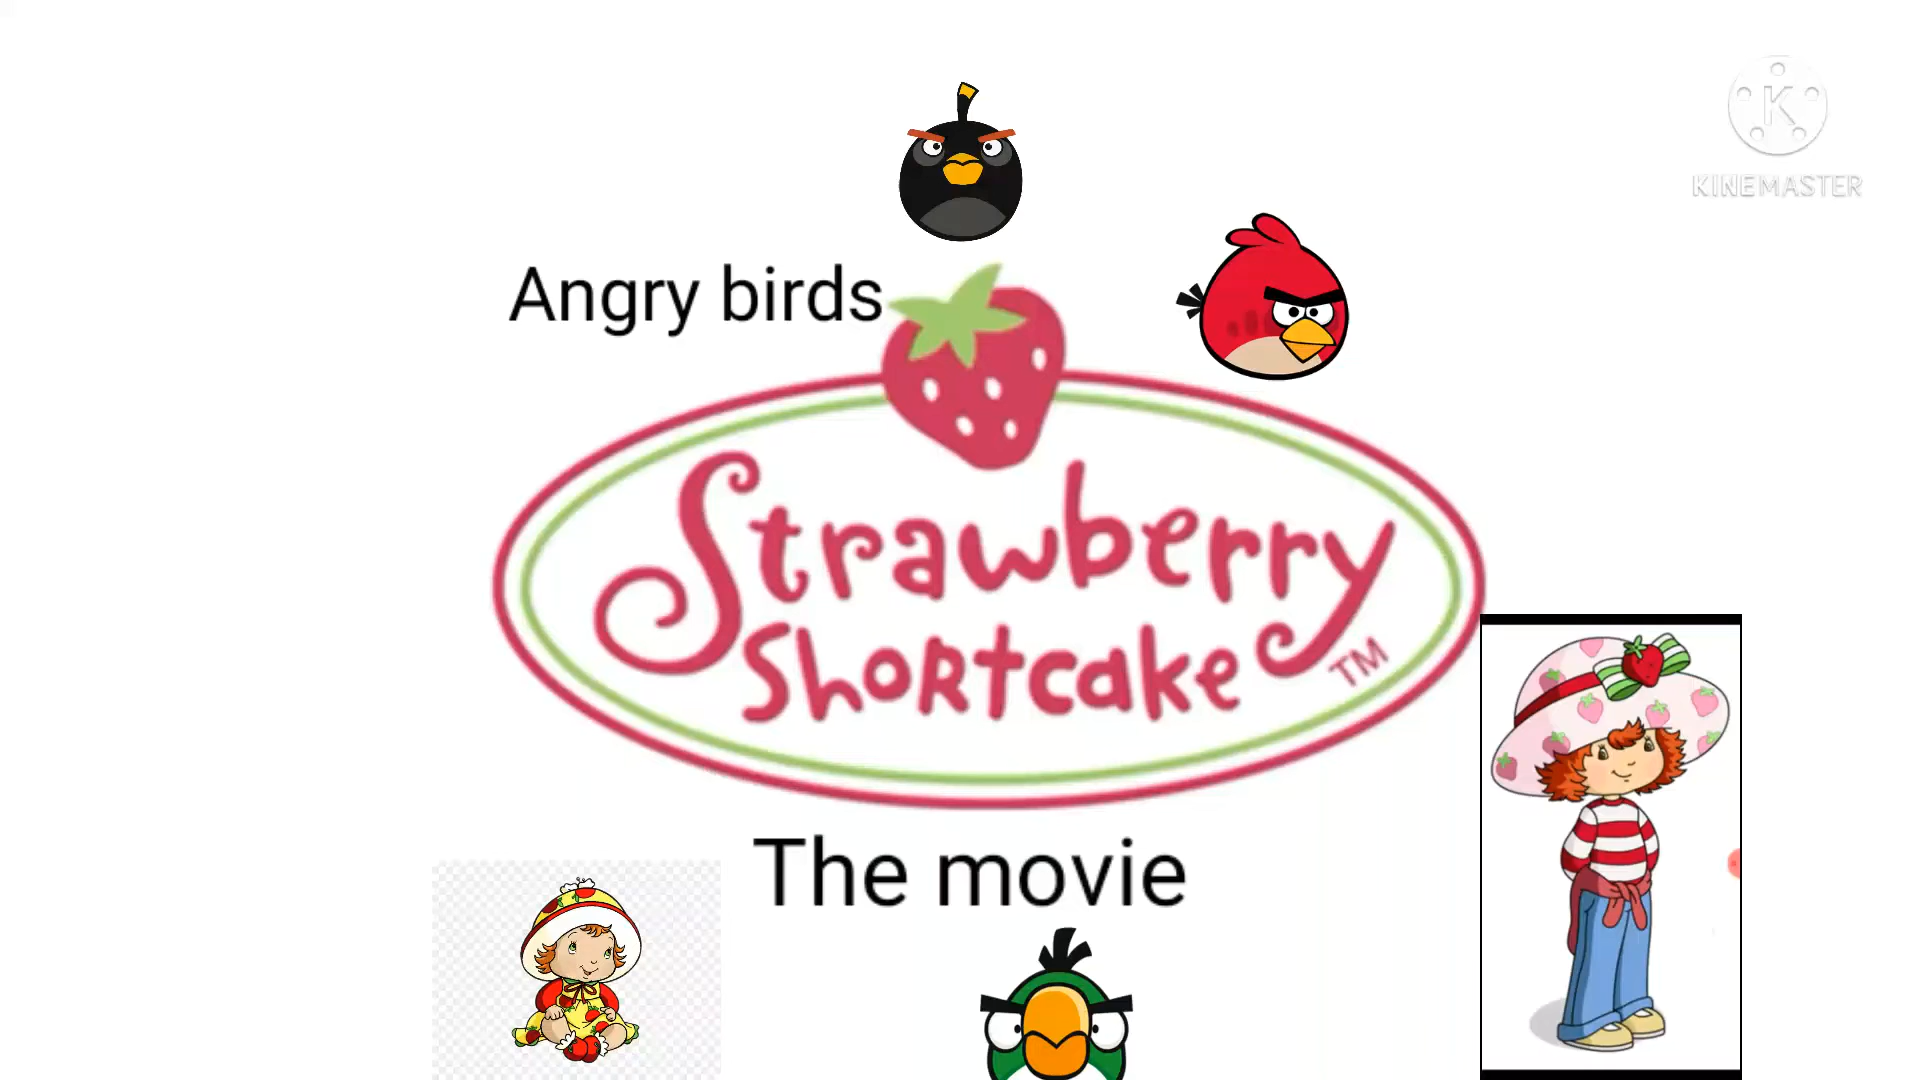 K
KINEMASTER
Angry birds
Strawberry
Shortcake TM
The movie